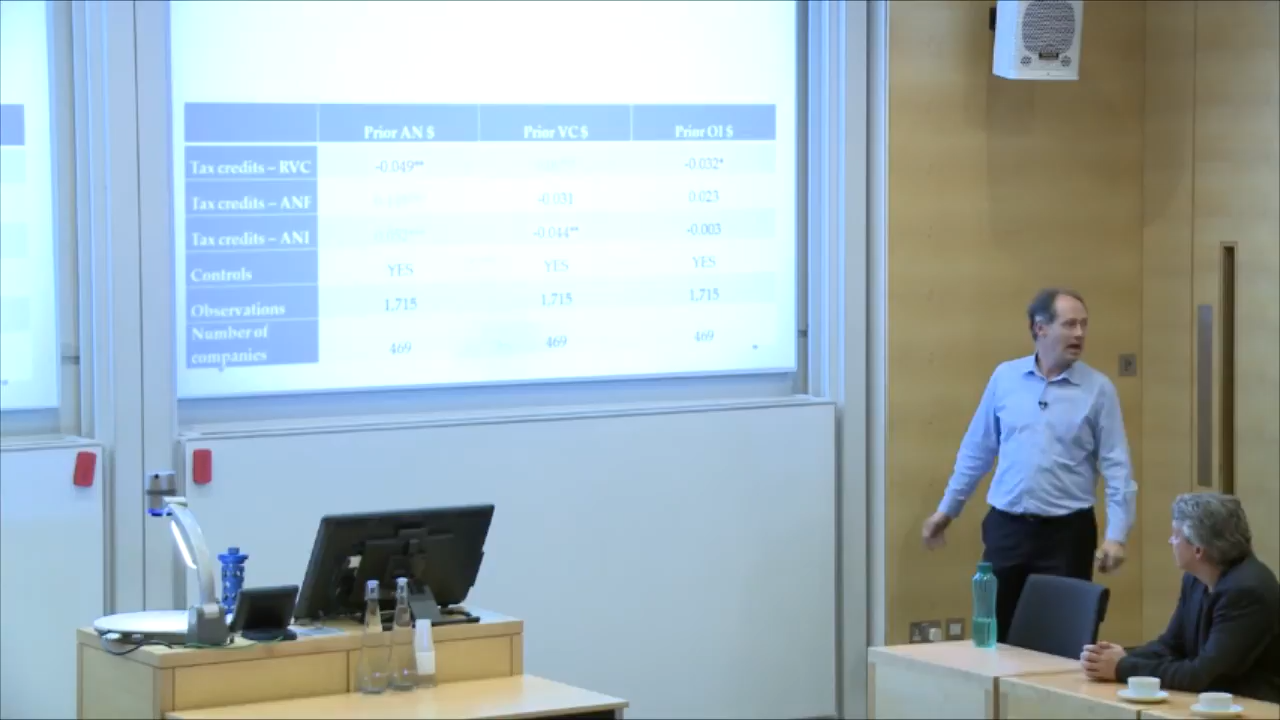 Prior AN $ Prior VC $ Prior OI $
Tax credits – RVC -0.049** -0.032*
Tax credits – ANF -0.031 0.023
Tax credits – ANI -0.044** -0.003
Controls YES YES YES
Observations 1,715 1,715 1,715
Number of
companies 469 469 469